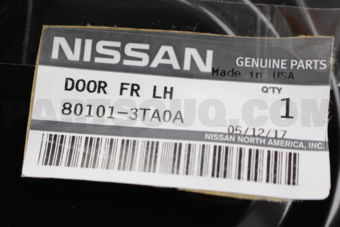 NISSAN GENUINE PARTS
Made in USA
DOOR FR LH Q'TY
80101-3TA0A 1
05/12/17
NISSAN NORTH AMERICA, INC.